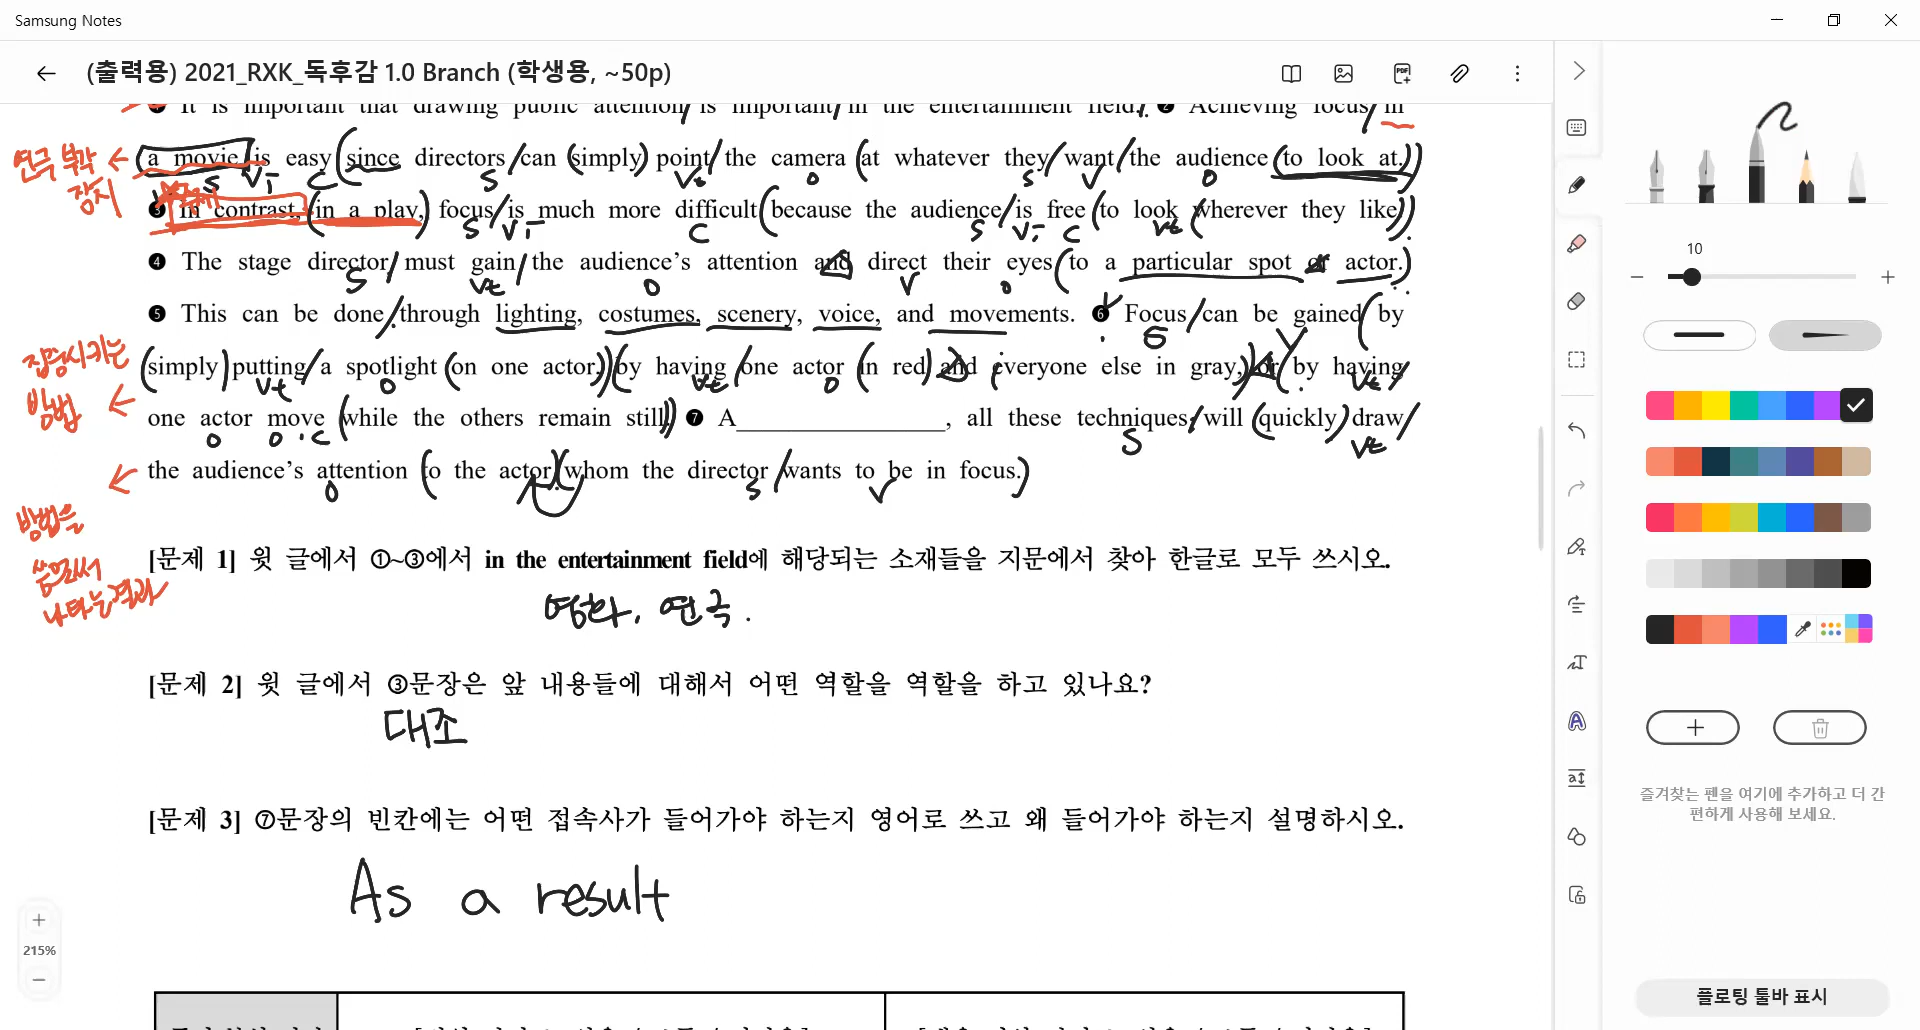 Samsung Notes
(출력용) 2021_RXK_독후감 1.0 Branch (학생용, ~50p)
❶ It is important that drawing public attention is important in the entertainment field. ❷ Achieving focus in
연극 부각 장치
a movie is easy since directors can simply point the camera at whatever they want the audience to look at.
S V C S Vt O S V O
❸ In contrast, in a play, focus is much more difficult because the audience is free to look wherever they like.
S V C S V C Vt
❹ The stage director must gain the audience's attention and direct their eyes to a particular spot or actor.
S Vt O V O
❺ This can be done through lighting, costumes, scenery, voice, and movements. ❻ Focus can be gained by
S V
집중시키는 방법
simply putting a spotlight on one actor, by having one actor in red and everyone else in gray, or by having
Vt O Vt O Vt
one actor move while the others remain still. ❼ A_______________, all these techniques will quickly draw
O O.C S Vt
the audience's attention to the actor whom the director wants to be in focus.
O S V
방법을 씀으로써 나타나는 결과
[문제 1] 윗 글에서 ①~③에서 in the entertainment field에 해당되는 소재들을 지문에서 찾아 한글로 모두 쓰시오.
영화, 연극.
[문제 2] 윗 글에서 ③문장은 앞 내용들에 대해서 어떤 역할을 역할을 하고 있나요?
대조
[문제 3] ⑦문장의 빈칸에는 어떤 접속사가 들어가야 하는지 영어로 쓰고 왜 들어가야 하는지 설명하시오.
As a result
215%
10
즐겨찾는 펜을 여기에 추가하고 더 간
편하게 사용해 보세요.
플로팅 툴바 표시